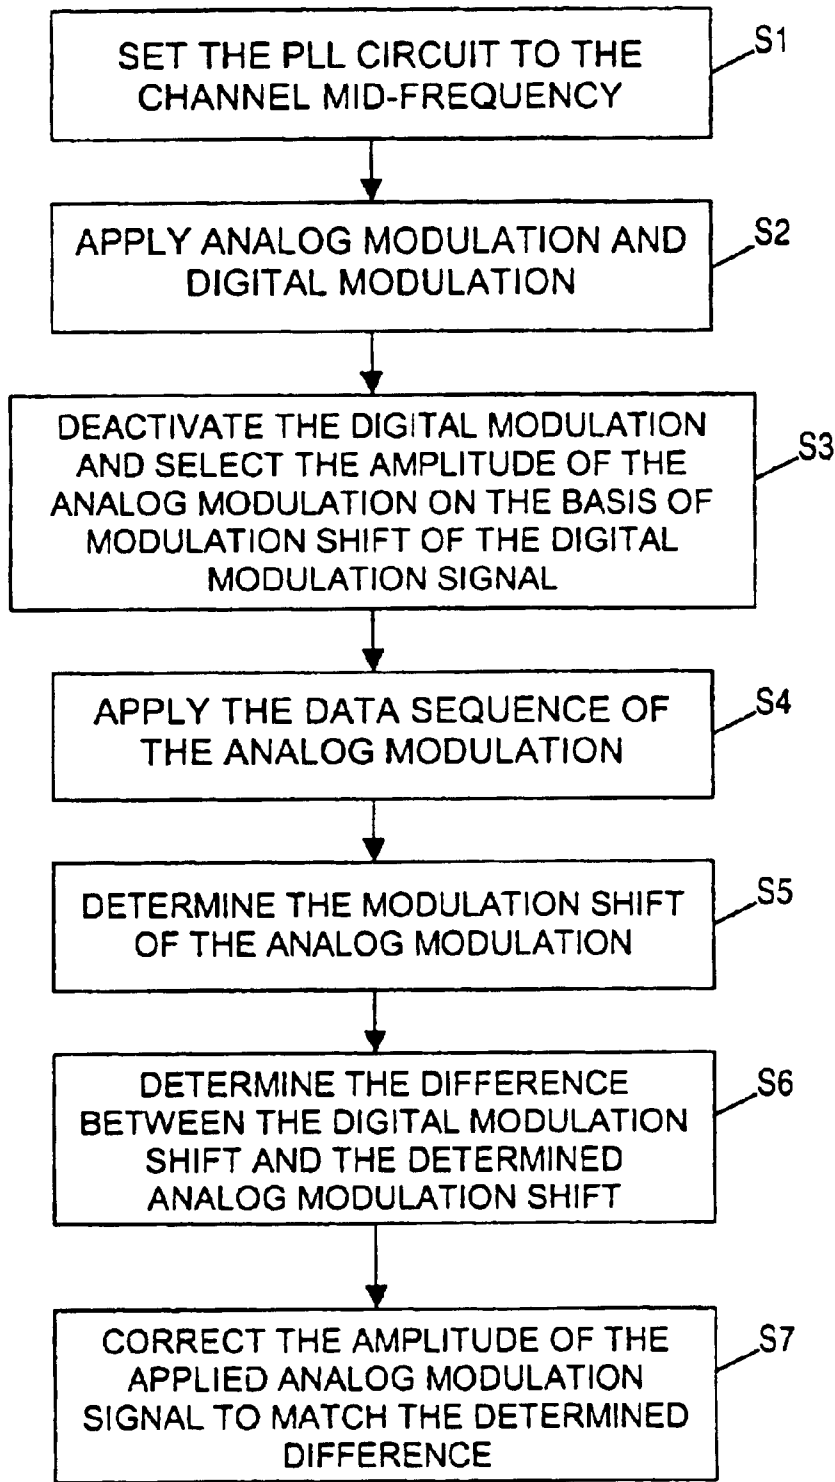 SET THE PLL CIRCUIT TO THE
CHANNEL MID-FREQUENCY
S1
APPLY ANALOG MODULATION AND
DIGITAL MODULATION
S2
DEACTIVATE THE DIGITAL MODULATION
AND SELECT THE AMPLITUDE OF THE
ANALOG MODULATION ON THE BASIS OF
MODULATION SHIFT OF THE DIGITAL
MODULATION SIGNAL
S3
APPLY THE DATA SEQUENCE OF
THE ANALOG MODULATION
S4
DETERMINE THE MODULATION SHIFT
OF THE ANALOG MODULATION
S5
DETERMINE THE DIFFERENCE
BETWEEN THE DIGITAL MODULATION
SHIFT AND THE DETERMINED
ANALOG MODULATION SHIFT
S6
CORRECT THE AMPLITUDE OF THE
APPLIED ANALOG MODULATION
SIGNAL TO MATCH THE DETERMINED
DIFFERENCE
S7